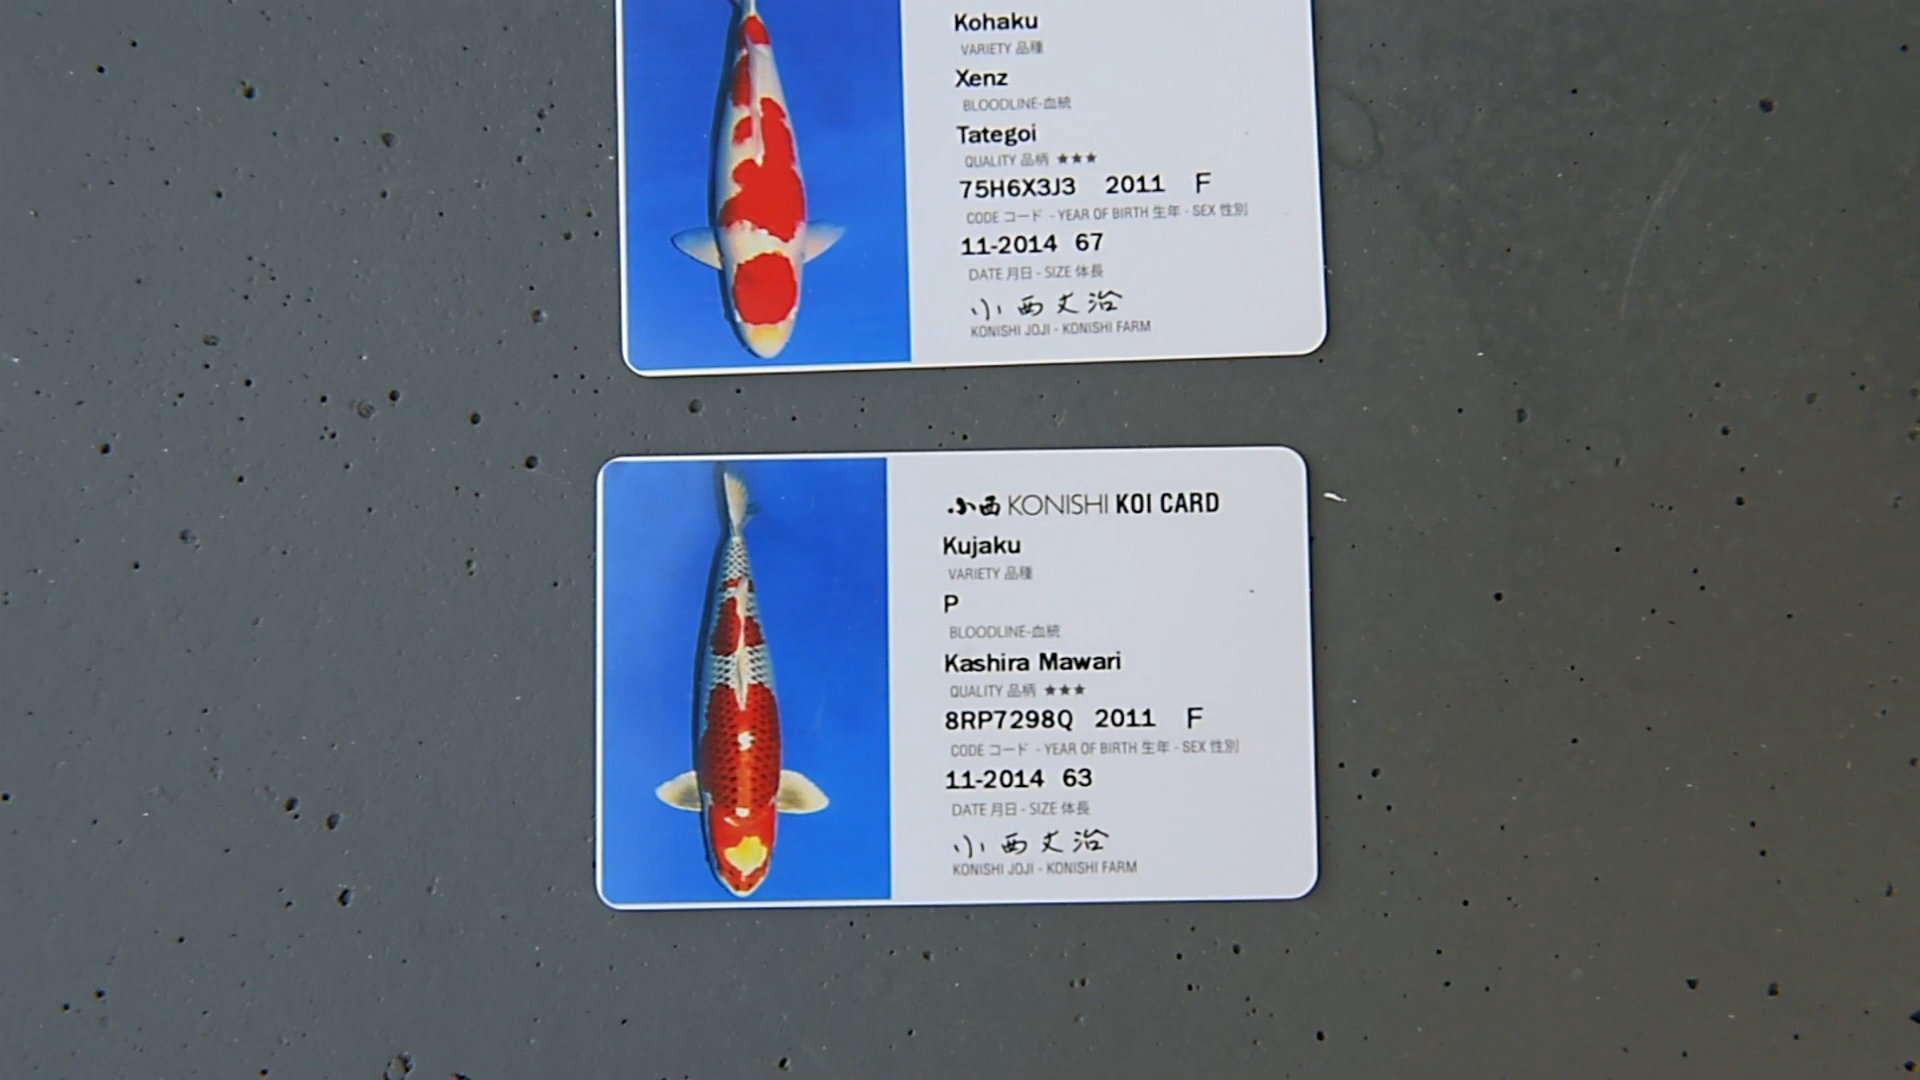 Kohaku
VARIETY 品種
Xenz
BLOODLINE-血統
Tategoi
QUALITY 品柄 ★★★
75H6X3J3 2011 F
CODE コード - YEAR OF BIRTH 生年 - SEX 性別
11-2014 67
DATE 月日 - SIZE 体長
小西丈治
KONISHI JOJI - KONISHI FARM
小西 KONISHI KOI CARD
Kujaku
VARIETY 品種
P
BLOODLINE-血統
Kashira Mawari
QUALITY 品柄 ★★★
8RP7298Q 2011 F
CODE コード - YEAR OF BIRTH 生年 - SEX 性別
11-2014 63
DATE 月日 - SIZE 体長
小西丈治
KONISHI JOJI - KONISHI FARM